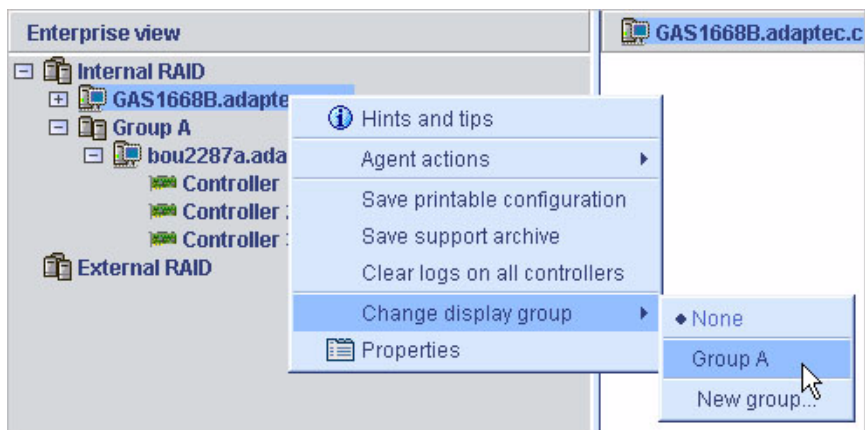 Enterprise view
GAS1668B.adaptec.c
Internal RAID
GAS1668B.adapte
Group A
bou2287a.ada
Controller
Controller
Controller
External RAID
Hints and tips
Agent actions
Save printable configuration
Save support archive
Clear logs on all controllers
Change display group
Properties
None
Group A
New group...